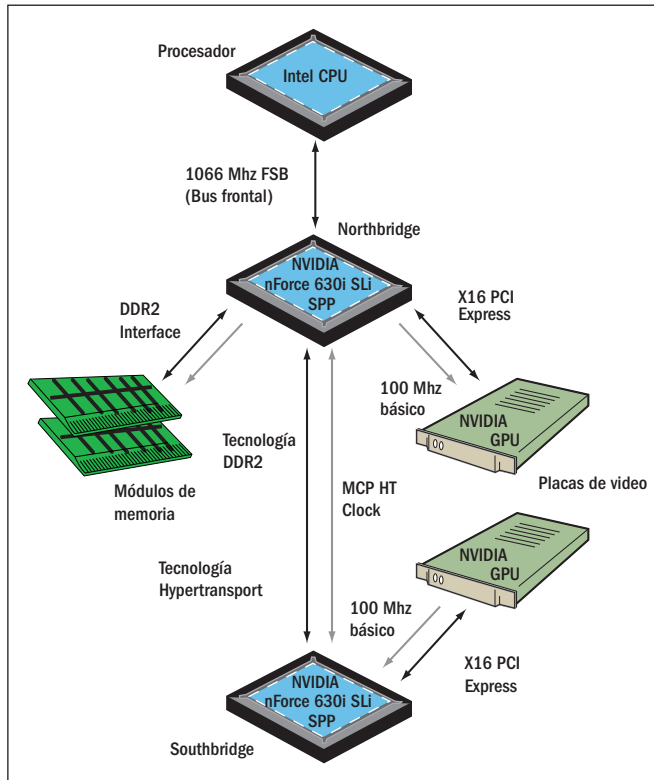 Procesador
Intel CPU
1066 Mhz FSB
(Bus frontal)
Northbridge
NVIDIA
nForce 630i SLi
SPP
DDR2
Interface
X16 PCI
Express
100 Mhz
básico
NVIDIA
GPU
Tecnología
DDR2
Módulos de
memoria
MCP HT
Clock
Placas de video
NVIDIA
GPU
Tecnología
Hypertransport
100 Mhz
básico
X16 PCI
Express
NVIDIA
nForce 630i SLi
SPP
Southbridge